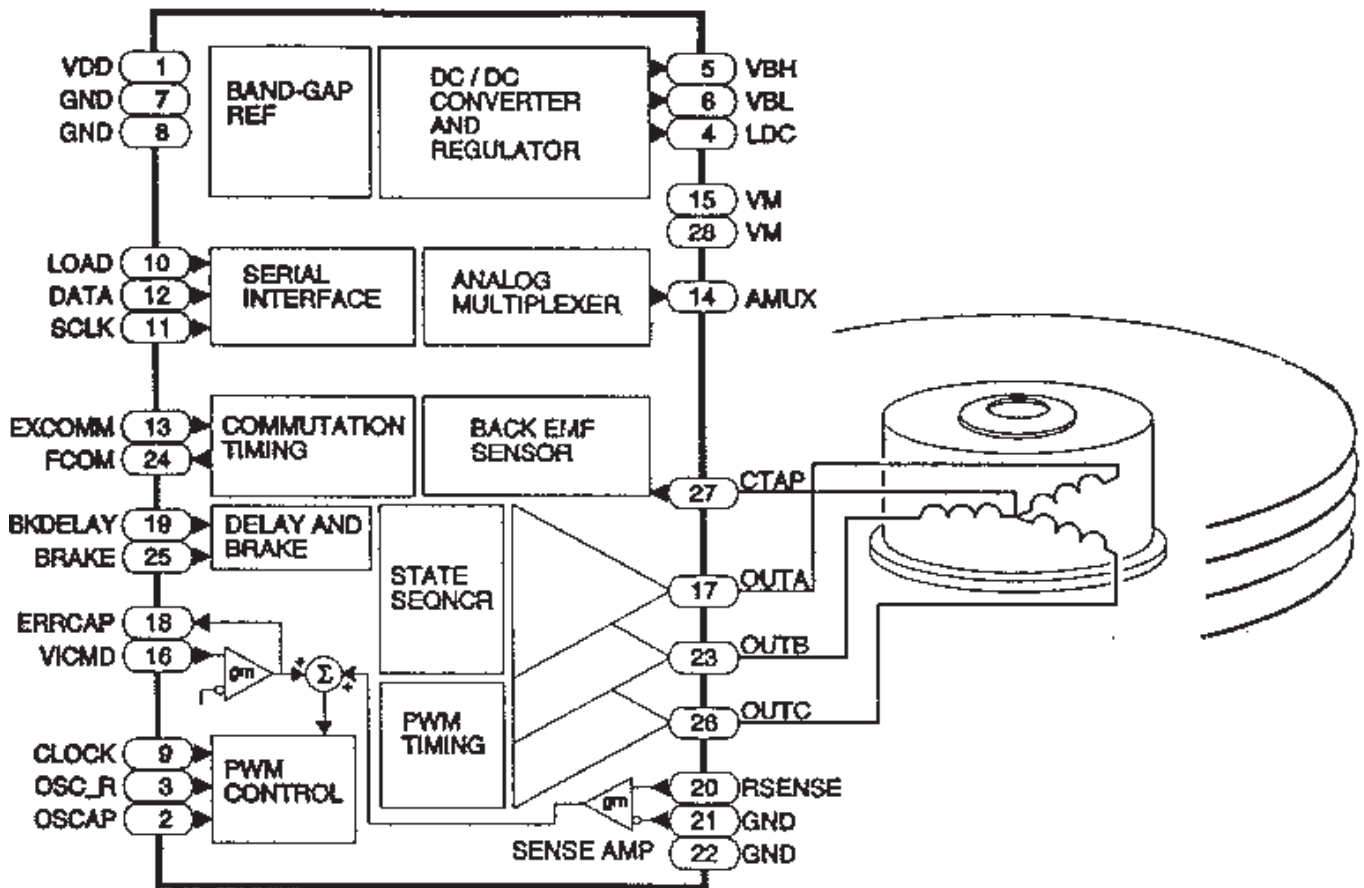 VDD 1
GND 7
GND 8
BAND-GAP
REF
DC / DC
CONVERTER
AND
REGULATOR
5 VBH
6 VBL
4 LDC
15 VM
28 VM
LOAD 10
DATA 12
SCLK 11
SERIAL
INTERFACE
ANALOG
MULTIPLEXER
14 AMUX
EXCOMM 13
FCOM 24
COMMUTATION
TIMING
BACK EMF
SENSOR
27 CTAP
BKDELAY 19
BRAKE 25
DELAY AND
BRAKE
STATE
SEQNCR
17 OUTA
ERRCAP 18
VICMD 16
gm
+
Σ
+
23 OUTB
PWM
TIMING
26 OUTC
CLOCK 9
OSC_R 3
OSCAP 2
PWM
CONTROL
gm
20 RSENSE
21 GND
22 GND
SENSE AMP